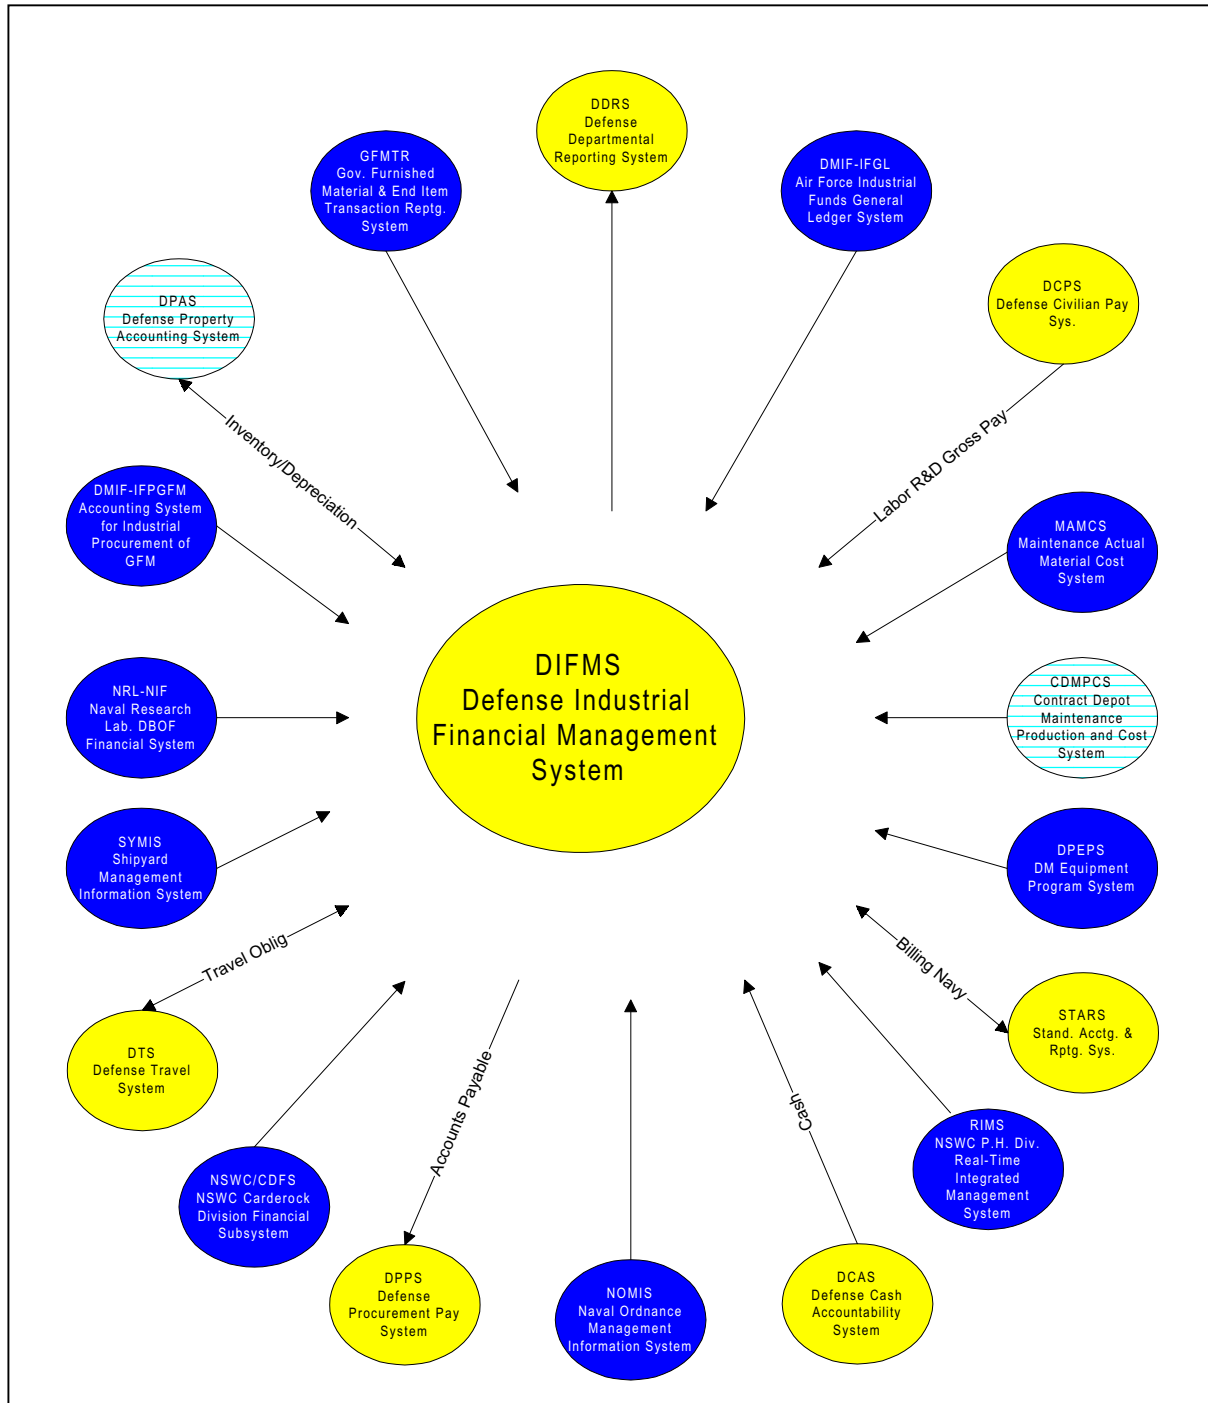 DDRS
Defense
Departmental
Reporting System
GFMTR
Gov. Furnished
Material & End Item
Transaction Reptg.
System
DMIF-IFGL
Air Force Industrial
Funds General
Ledger System
DPAS
Defense Property
Accounting System
DCPS
Defense Civilian Pay
Sys.
Inventory/Depreciation
Labor R&D Gross Pay
DMIF-IFPGFM
Accounting System
for Industrial
Procurement of
GFM
MAMCS
Maintenance Actual
Material Cost
System
DIFMS
Defense Industrial
Financial Management
System
NRL-NIF
Naval Research
Lab. DBOF
Financial System
CDMPCS
Contract Depot
Maintenance
Production and Cost
System
SYMIS
Shipyard
Management
Information System
DPEPS
DM Equipment
Program System
Travel Oblig
Billing Navy
DTS
Defense Travel
System
STARS
Stand. Acctg. &
Rptg. Sys.
Accounts Payable
Cash
NSWC/CDFS
NSWC Carderock
Division Financial
Subsystem
RIMS
NSWC P.H. Div.
Real-Time
Integrated
Management
System
DPPS
Defense
Procurement Pay
System
NOMIS
Naval Ordnance
Management
Information System
DCAS
Defense Cash
Accountability
System